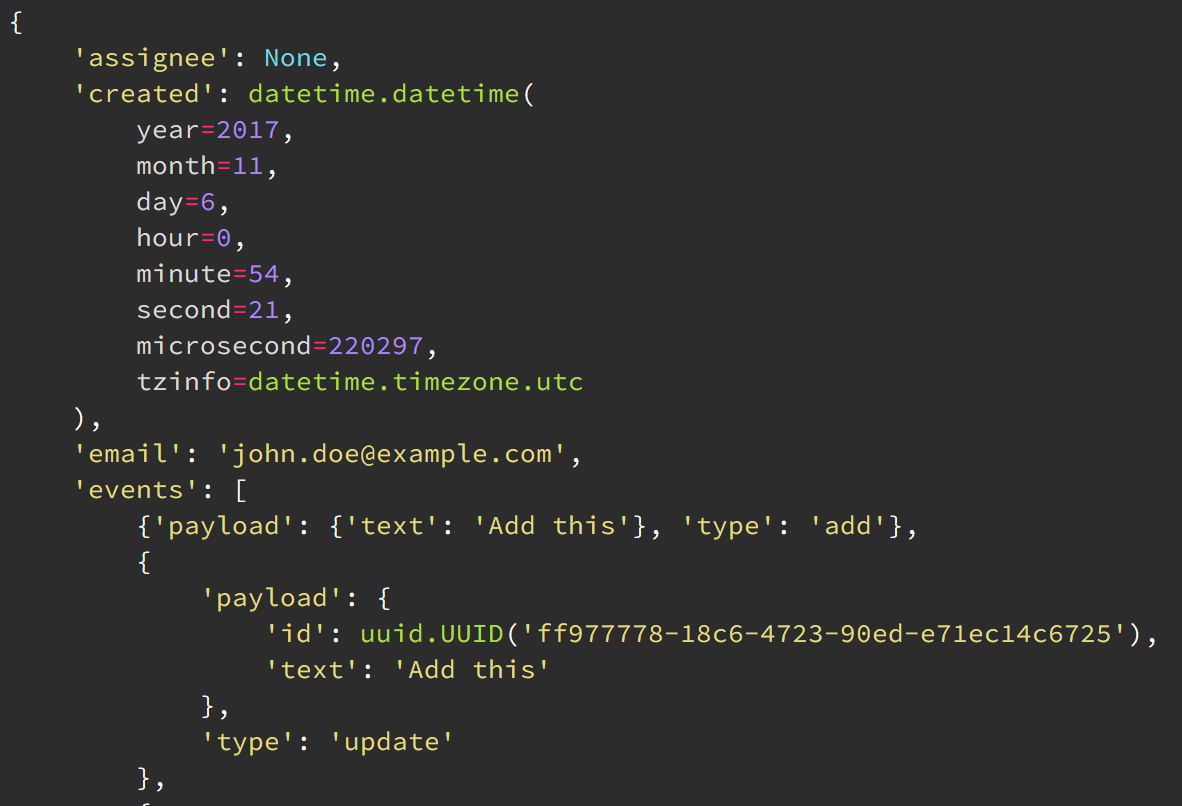 {
    'assignee': None,
    'created': datetime.datetime(
        year=2017,
        month=11,
        day=6,
        hour=0,
        minute=54,
        second=21,
        microsecond=220297,
        tzinfo=datetime.timezone.utc
    ),
    'email': 'john.doe@example.com',
    'events': [
        {'payload': {'text': 'Add this'}, 'type': 'add'},
        {
            'payload': {
                'id': uuid.UUID('ff977778-18c6-4723-90ed-e71ec14c6725'),
                'text': 'Add this'
            },
            'type': 'update'
        },